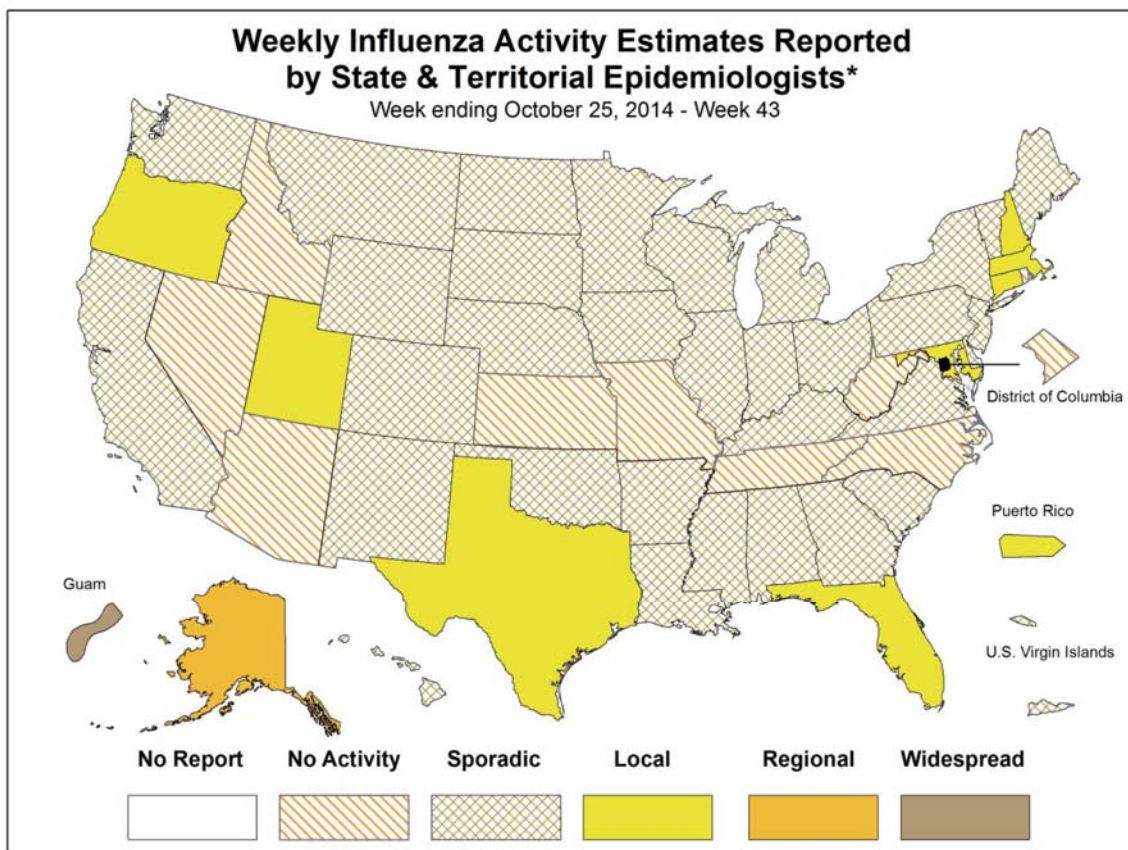 Weekly Influenza Activity Estimates Reported
by State & Territorial Epidemiologists*
Week ending October 25, 2014 - Week 43
District of Columbia
Puerto Rico
Guam
U.S. Virgin Islands
No Report No Activity Sporadic Local Regional Widespread